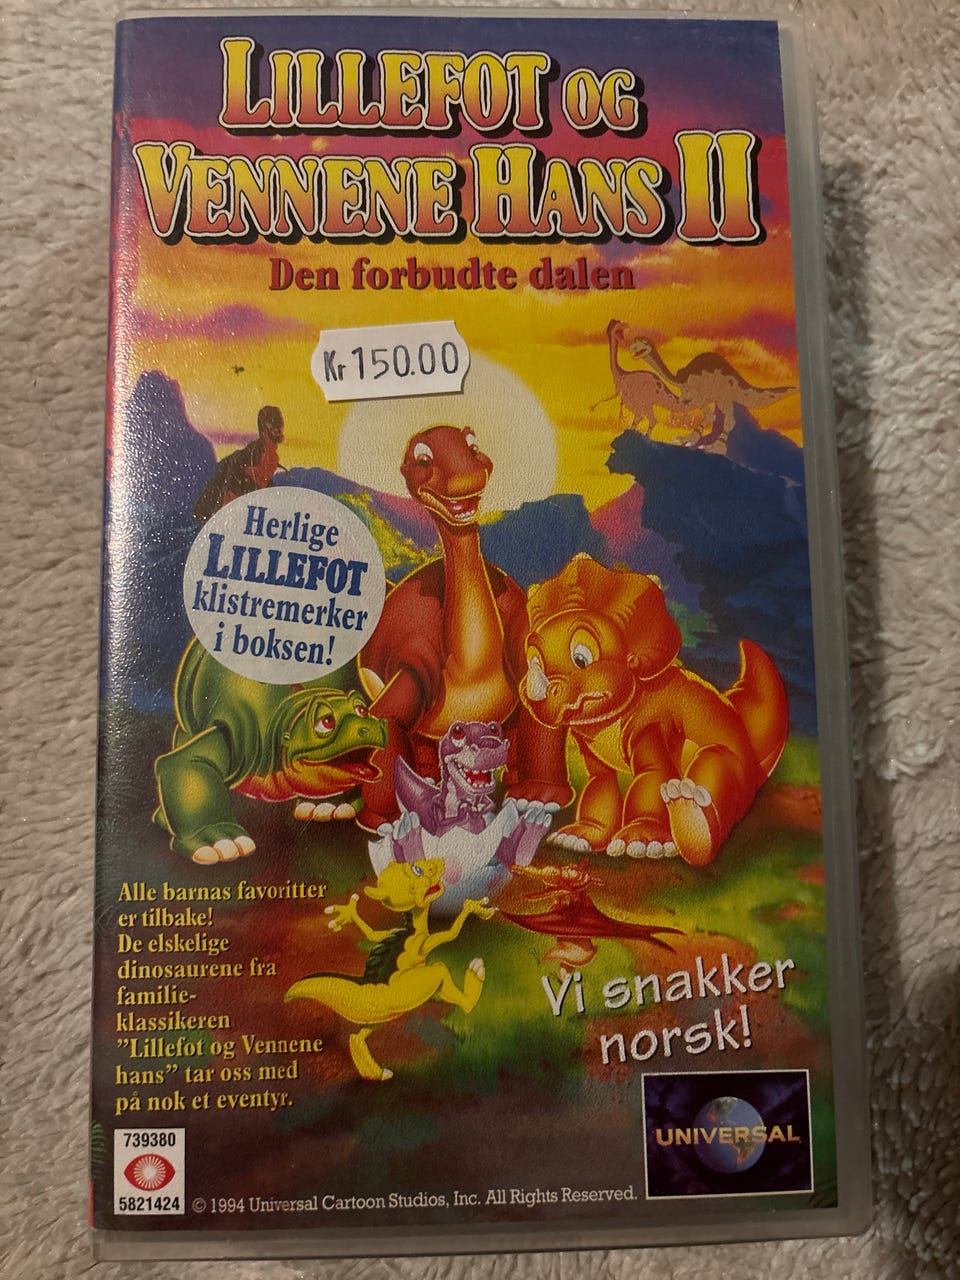 LILLEFOT OG
VENNENE HANS II
Den forbudte dalen
Kr 150.00
Herlige
LILLEFOT
klistremerker
i boksen!
Alle barnas favoritter
er tilbake!
De elskelige
dinosaurene fra
familie-
klassikeren
”Lillefot og Vennene
hans” tar oss med
på nok et eventyr.
Vi snakker
norsk!
UNIVERSAL
739380
5821424
© 1994 Universal Cartoon Studios, Inc. All Rights Reserved.